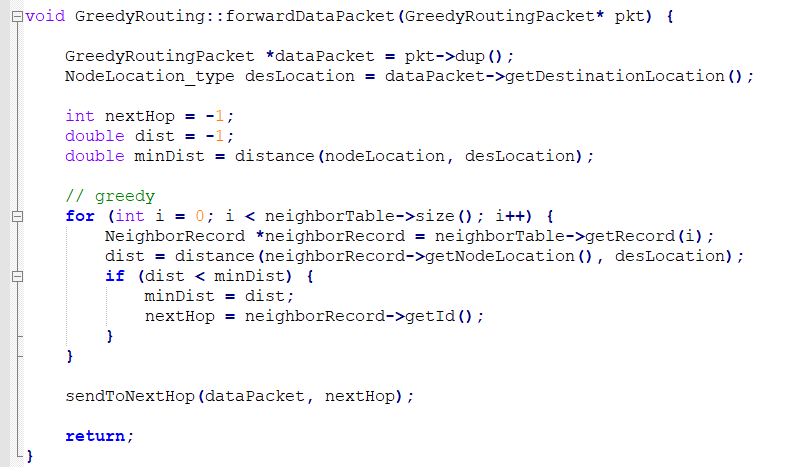 void GreedyRouting::forwardDataPacket(GreedyRoutingPacket* pkt) {
GreedyRoutingPacket *dataPacket = pkt->dup();
NodeLocation_type desLocation = dataPacket->getDestinationLocation();
int nextHop = -1;
double dist = -1;
double minDist = distance(nodeLocation, desLocation);
// greedy
for (int i = 0; i < neighborTable->size(); i++) {
NeighborRecord *neighborRecord = neighborTable->getRecord(i);
dist = distance(neighborRecord->getNodeLocation(), desLocation);
if (dist < minDist) {
minDist = dist;
nextHop = neighborRecord->getId();
}
}
sendToNextHop(dataPacket, nextHop);
return;
}